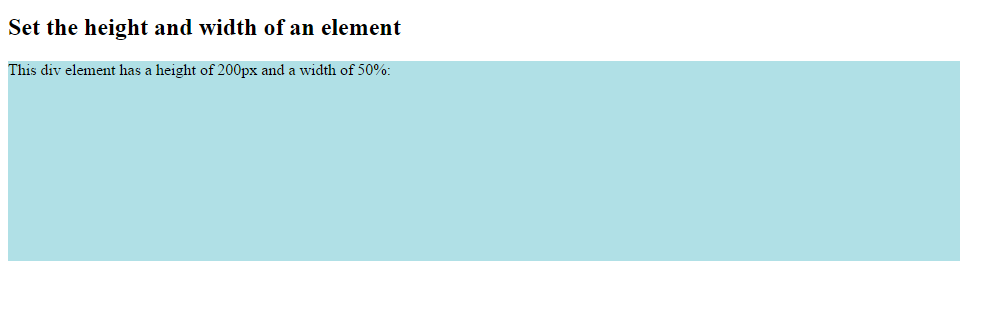 Set the height and width of an element
This div element has a height of 200px and a width of 50%: